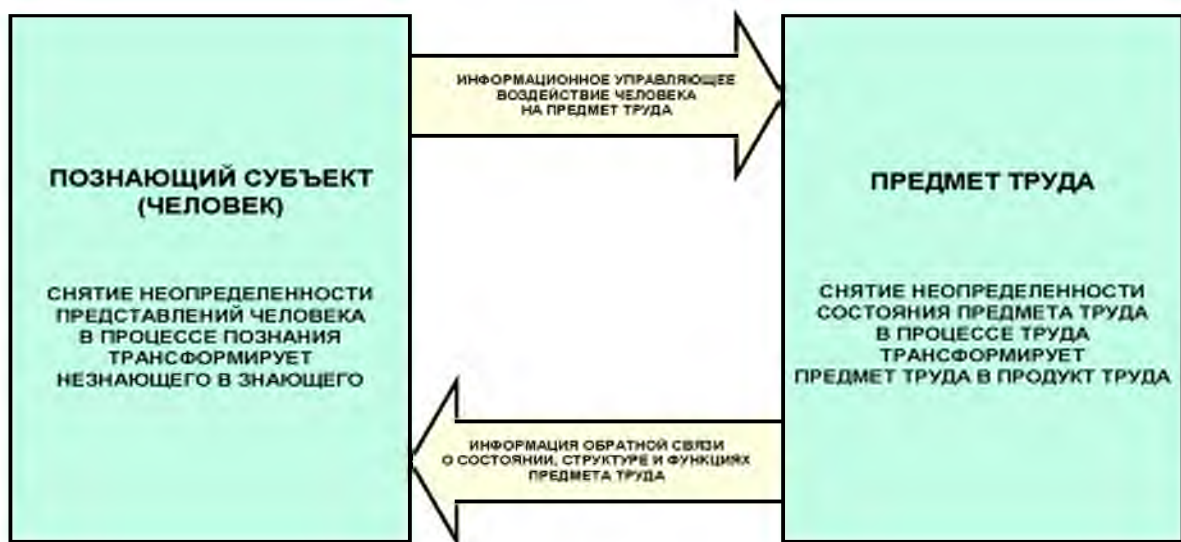 ПОЗНАЮЩИЙ СУБЪЕКТ
(ЧЕЛОВЕК)
СНЯТИЕ НЕОПРЕДЕЛЕННОСТИ
ПРЕДСТАВЛЕНИЙ ЧЕЛОВЕКА
В ПРОЦЕССЕ ПОЗНАНИЯ
ТРАНСФОРМИРУЕТ
НЕЗНАЮЩЕГО В ЗНАЮЩЕГО
ИНФОРМАЦИОННОЕ УПРАВЛЯЮЩЕЕ
ВОЗДЕЙСТВИЕ ЧЕЛОВЕКА
НА ПРЕДМЕТ ТРУДА
ИНФОРМАЦИЯ ОБРАТНОЙ СВЯЗИ
О СОСТОЯНИИ, СТРУКТУРЕ И ФУНКЦИЯХ
ПРЕДМЕТА ТРУДА
ПРЕДМЕТ ТРУДА
СНЯТИЕ НЕОПРЕДЕЛЕННОСТИ
СОСТОЯНИЯ ПРЕДМЕТА ТРУДА
В ПРОЦЕССЕ ТРУДА
ТРАНСФОРМИРУЕТ
ПРЕДМЕТ ТРУДА В ПРОДУКТ ТРУДА